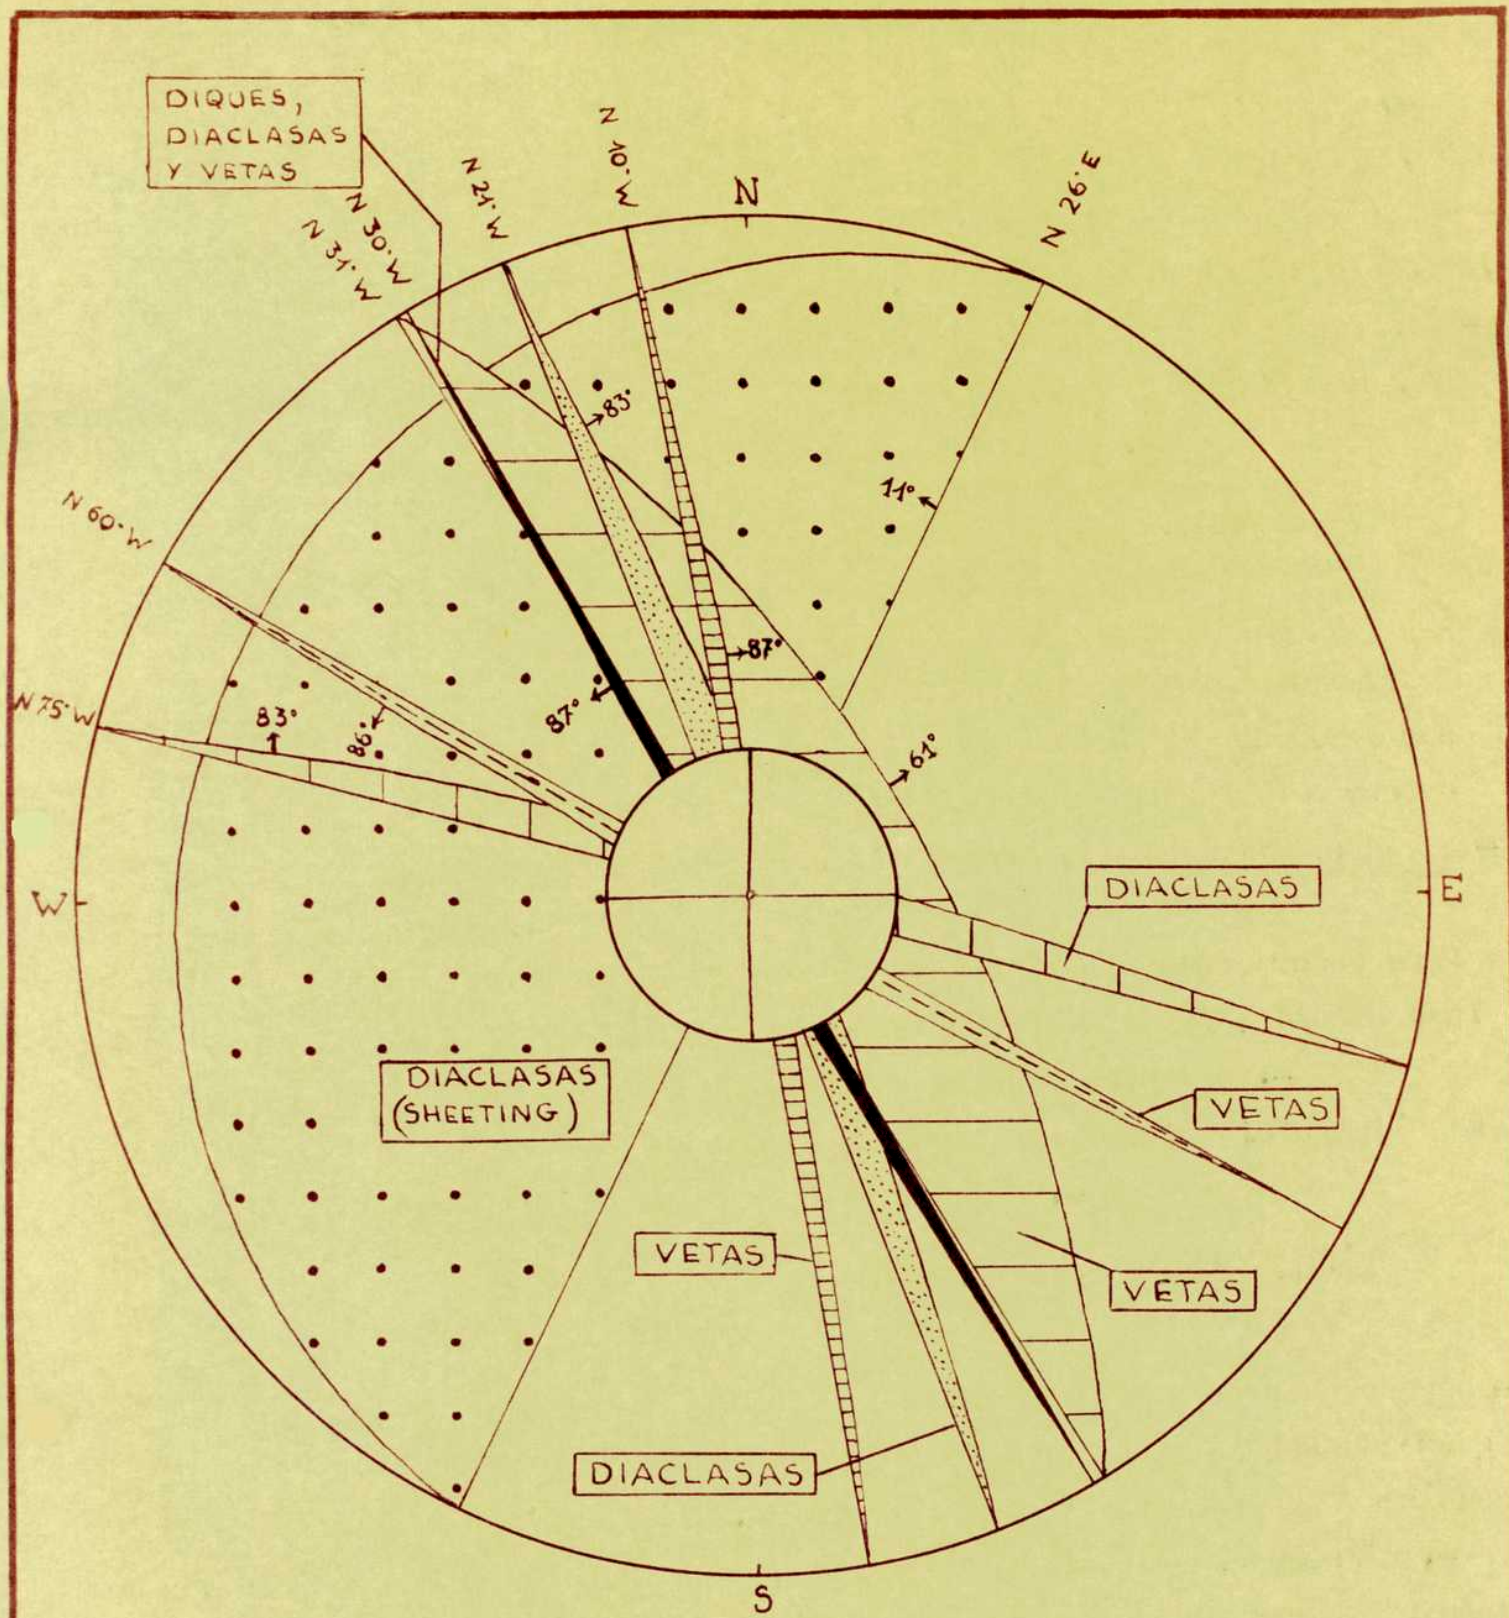 DIQUES,
DIACLASAS
Y VETAS
N 31° W
N 30° W
N 21° W
N 10° W
N
N 26° E
83°
11°
N 60° W
87°
87°
N 75° W
83°
86°
61°
W
E
DIACLASAS
DIACLASAS
(SHEETING)
VETAS
VETAS
VETAS
DIACLASAS
S